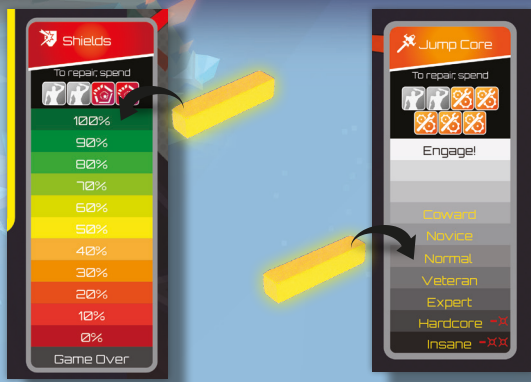 Shields
To repair, spend
100%
90%
80%
70%
60%
50%
40%
30%
20%
10%
0%
Game Over
Jump Core
To repair, spend
Engage!
Coward
Novice
Normal
Veteran
Expert
Hardcore
Insane